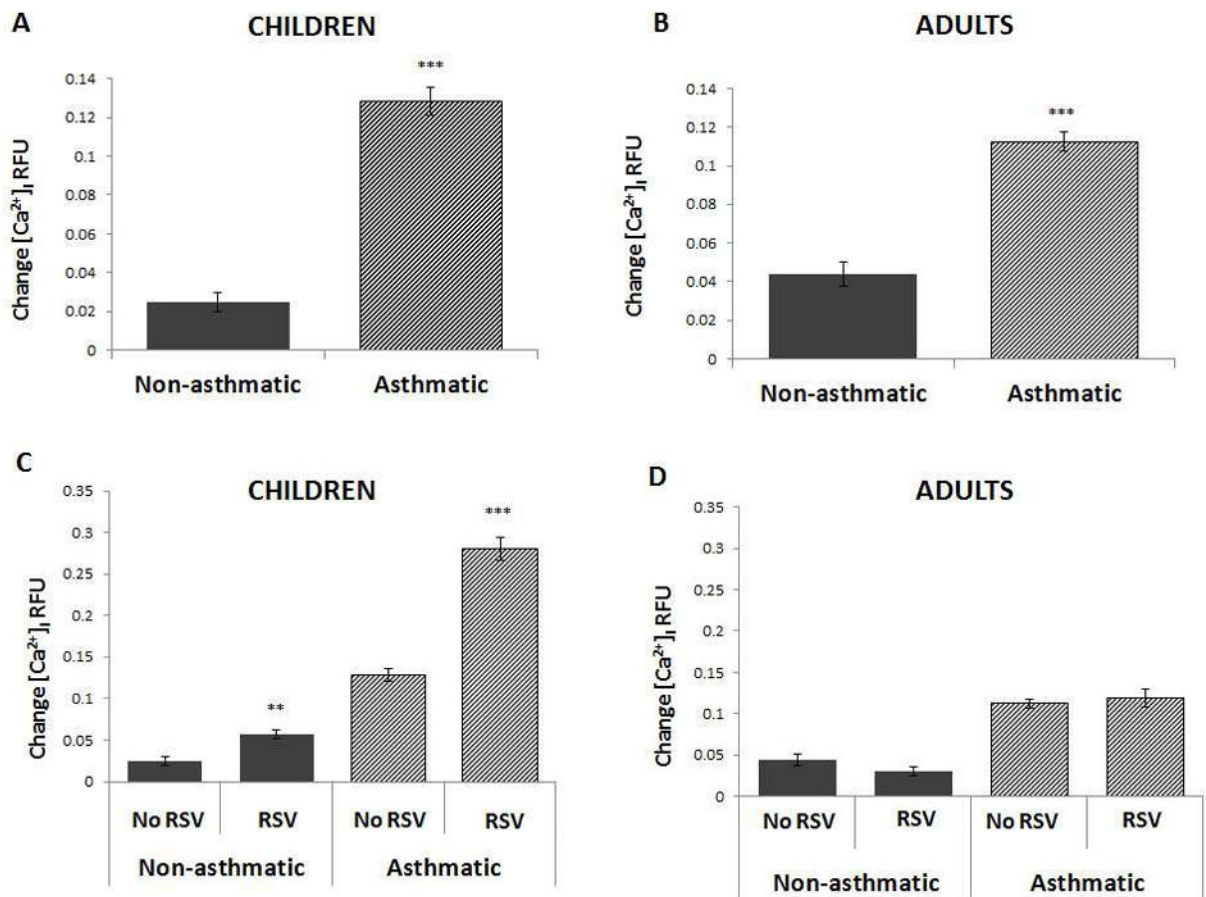 A
CHILDREN
***
0.14
0.12
0.1
0.08
0.06
0.04
0.02
0
Change [Ca²⁺]ᵢ, RFU
Non-asthmatic
Asthmatic
B
ADULTS
***
0.14
0.12
0.1
0.08
0.06
0.04
0.02
0
Change [Ca²⁺]ᵢ, RFU
Non-asthmatic
Asthmatic
C
CHILDREN
**
***
0.35
0.3
0.25
0.2
0.15
0.1
0.05
0
Change [Ca²⁺]ᵢ, RFU
No RSV RSV No RSV RSV
Non-asthmatic Asthmatic
D
ADULTS
0.35
0.3
0.25
0.2
0.15
0.1
0.05
0
Change [Ca²⁺]ᵢ, RFU
No RSV RSV No RSV RSV
Non-asthmatic Asthmatic